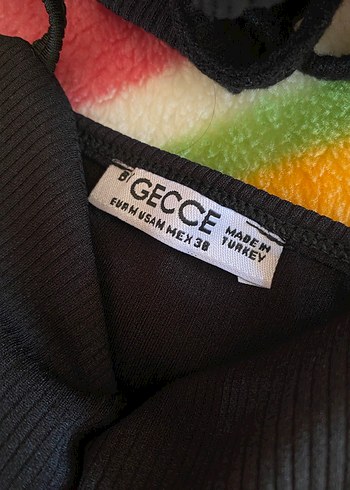 B GECCE
EUR M USA M MEX 38
MADE IN
TURKEY